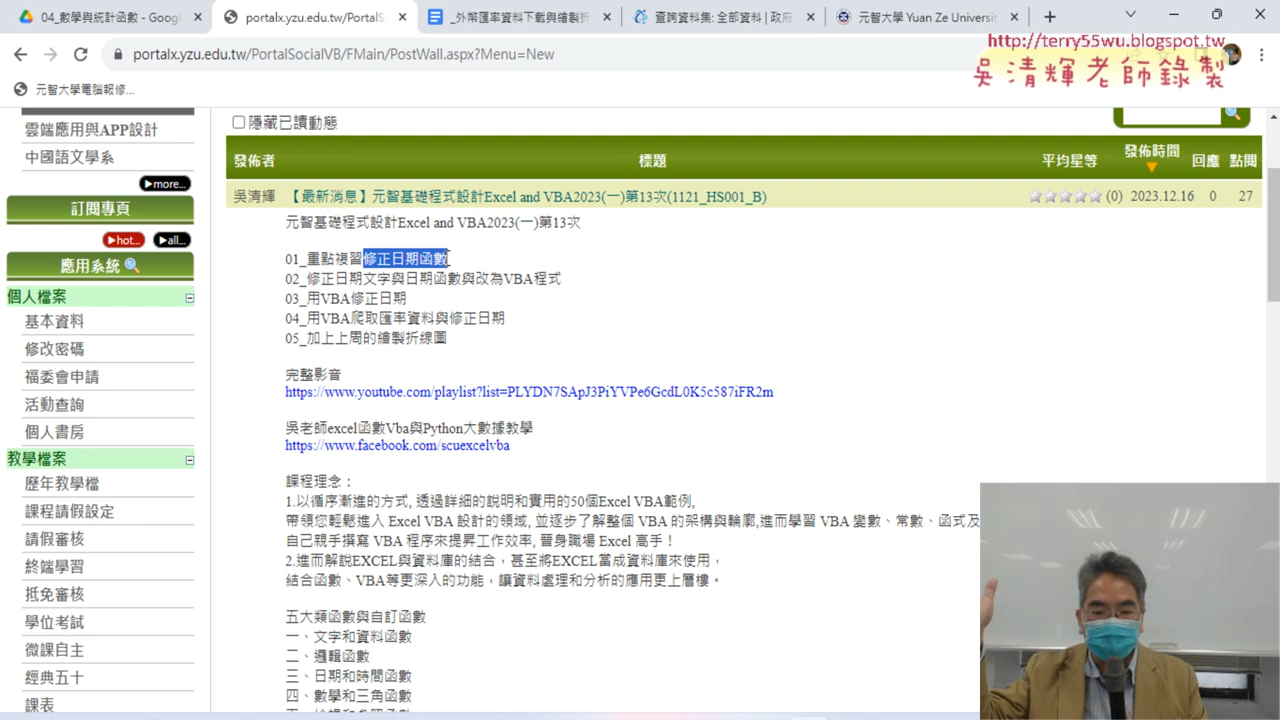 04_數學與統計函數 - Googl
portalx.yzu.edu.tw/PortalS
_外幣匯率資料下載與繪製折
查詢資料集: 全部資料 | 政府
元智大學 Yuan Ze Universit
portalx.yzu.edu.tw/PortalSocialVB/FMain/PostWall.aspx?Menu=New
http://terry55wu.blogspot.tw
吳清輝老師錄製
元智大學電腦報修...
雲端應用與APP設計
中國語文學系
more...
訂閱專頁
hot...
all...
應用系統
個人檔案
基本資料
修改密碼
福委會申請
活動查詢
個人書房
教學檔案
歷年教學檔
課程請假設定
請假審核
終端學習
抵免審核
學位考試
微課自主
經典五十
課表
隱藏已讀動態
發佈者 標題 平均星等 發佈時間 回應 點閱
吳清輝 【最新消息】元智基礎程式設計Excel and VBA2023(一)第13次(1121_HS001_B) (0) 2023.12.16 0 27
元智基礎程式設計Excel and VBA2023(一)第13次
01_重點複習修正日期函數
02_修正日期文字與日期函數與改為VBA程式
03_用VBA修正日期
04_用VBA爬取匯率資料與修正日期
05_加上上周的繪製折線圖
完整影音
https://www.youtube.com/playlist?list=PLYDN7SApJ3PiYVPe6GcdL0K5c587iFR2m
吳老師excel函數Vba與Python大數據教學
https://www.facebook.com/scuexcelvba
課程理念：
1.以循序漸進的方式, 透過詳細的說明和實用的50個Excel VBA範例,
帶領您輕鬆進入 Excel VBA 設計的領域, 並逐步了解整個 VBA 的架構與輪廓,進而學習 VBA 變數、常數、函式及
自己親手撰寫 VBA 程序來提昇工作效率, 晉身職場 Excel 高手！
2.進而解說EXCEL與資料庫的結合，甚至將EXCEL當成資料庫來使用，
結合函數、VBA等更深入的功能，讓資料處理和分析的應用更上層樓。
五大類函數與自訂函數
一、文字和資料函數
二、邏輯函數
三、日期和時間函數
四、數學和三角函數